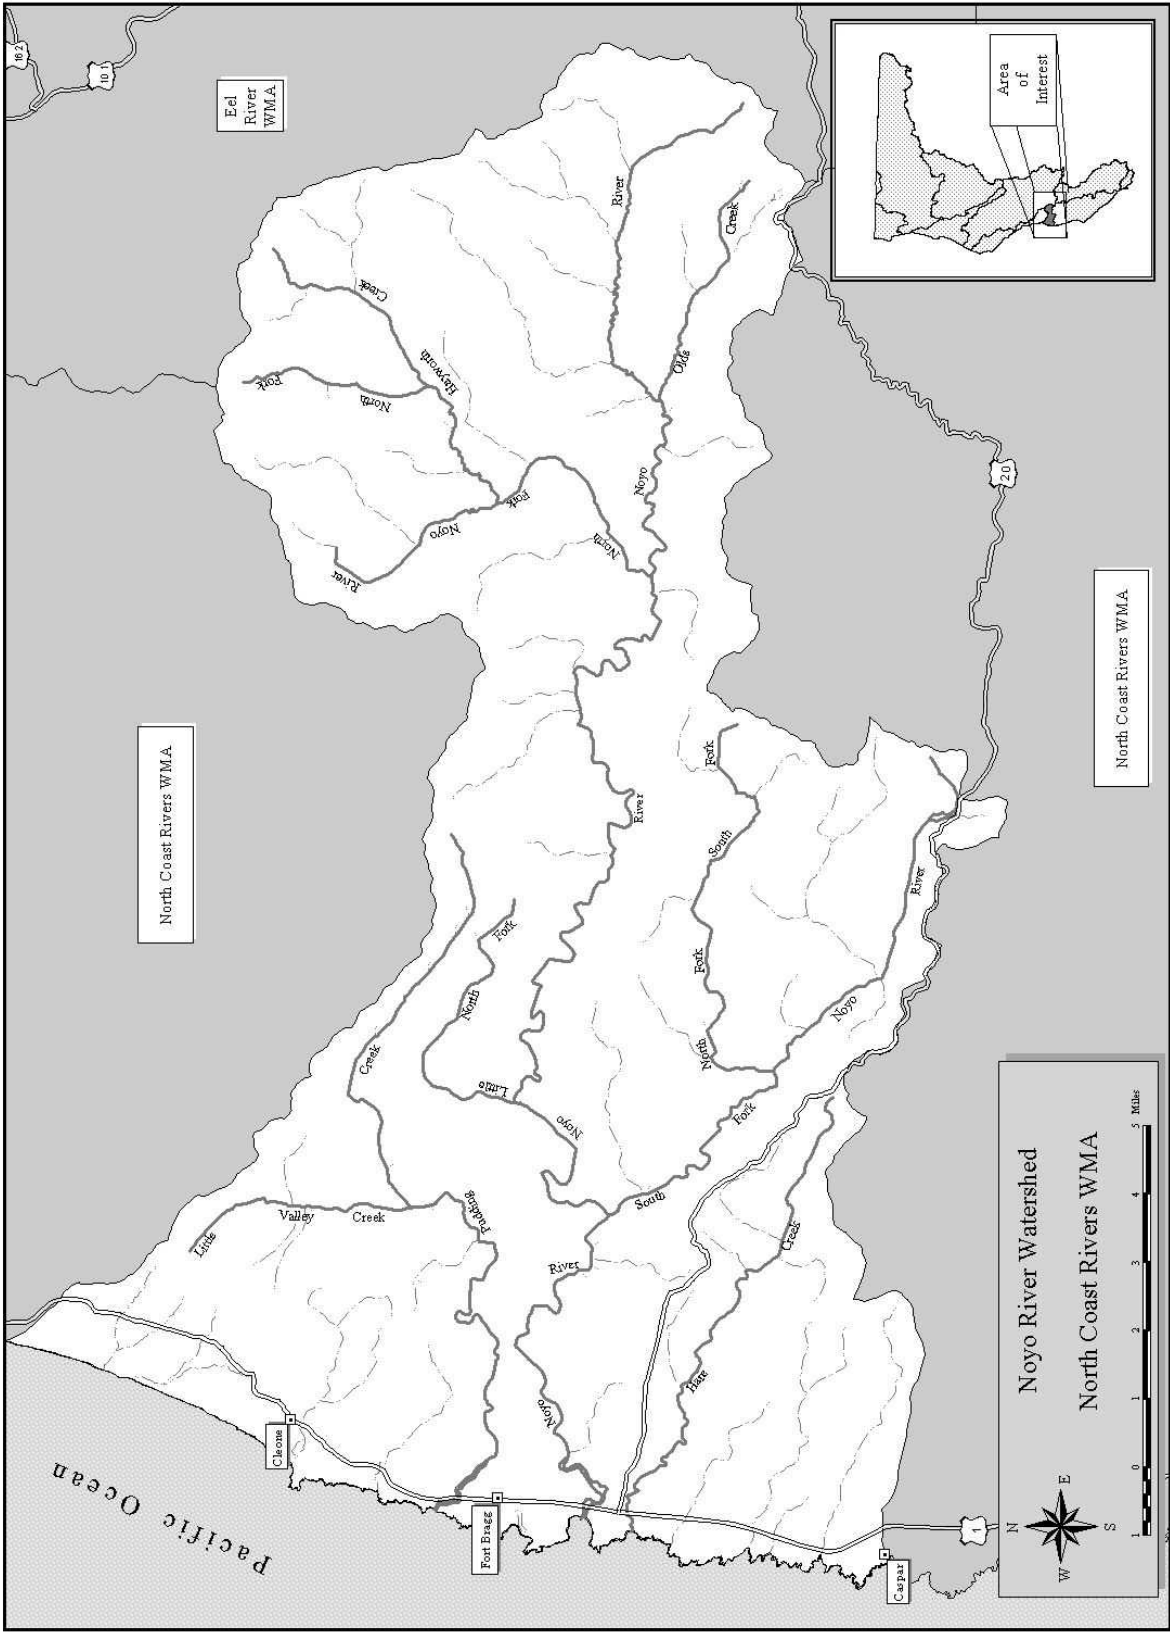 162
101
Pacific Ocean
North Coast Rivers WMA
Eel
River
WMA
Little
Valley
Creek
Cleone
Creek
River
Noyo
Fork
North
Fork
North
Hayworth
Creek
Pudding
Fort Bragg
Little
North
Fork
Noyo
River
Noyo
South
Fork
River
Noyo
River
Olds
Creek
Hare
Creek
North
Fork
South
Fork
Noyo
River
Caspar
1
20
North Coast Rivers WMA
Area
of
Interest
N
W
E
S
Noyo River Watershed
North Coast Rivers WMA
1 0 1 2 3 4 5 Miles